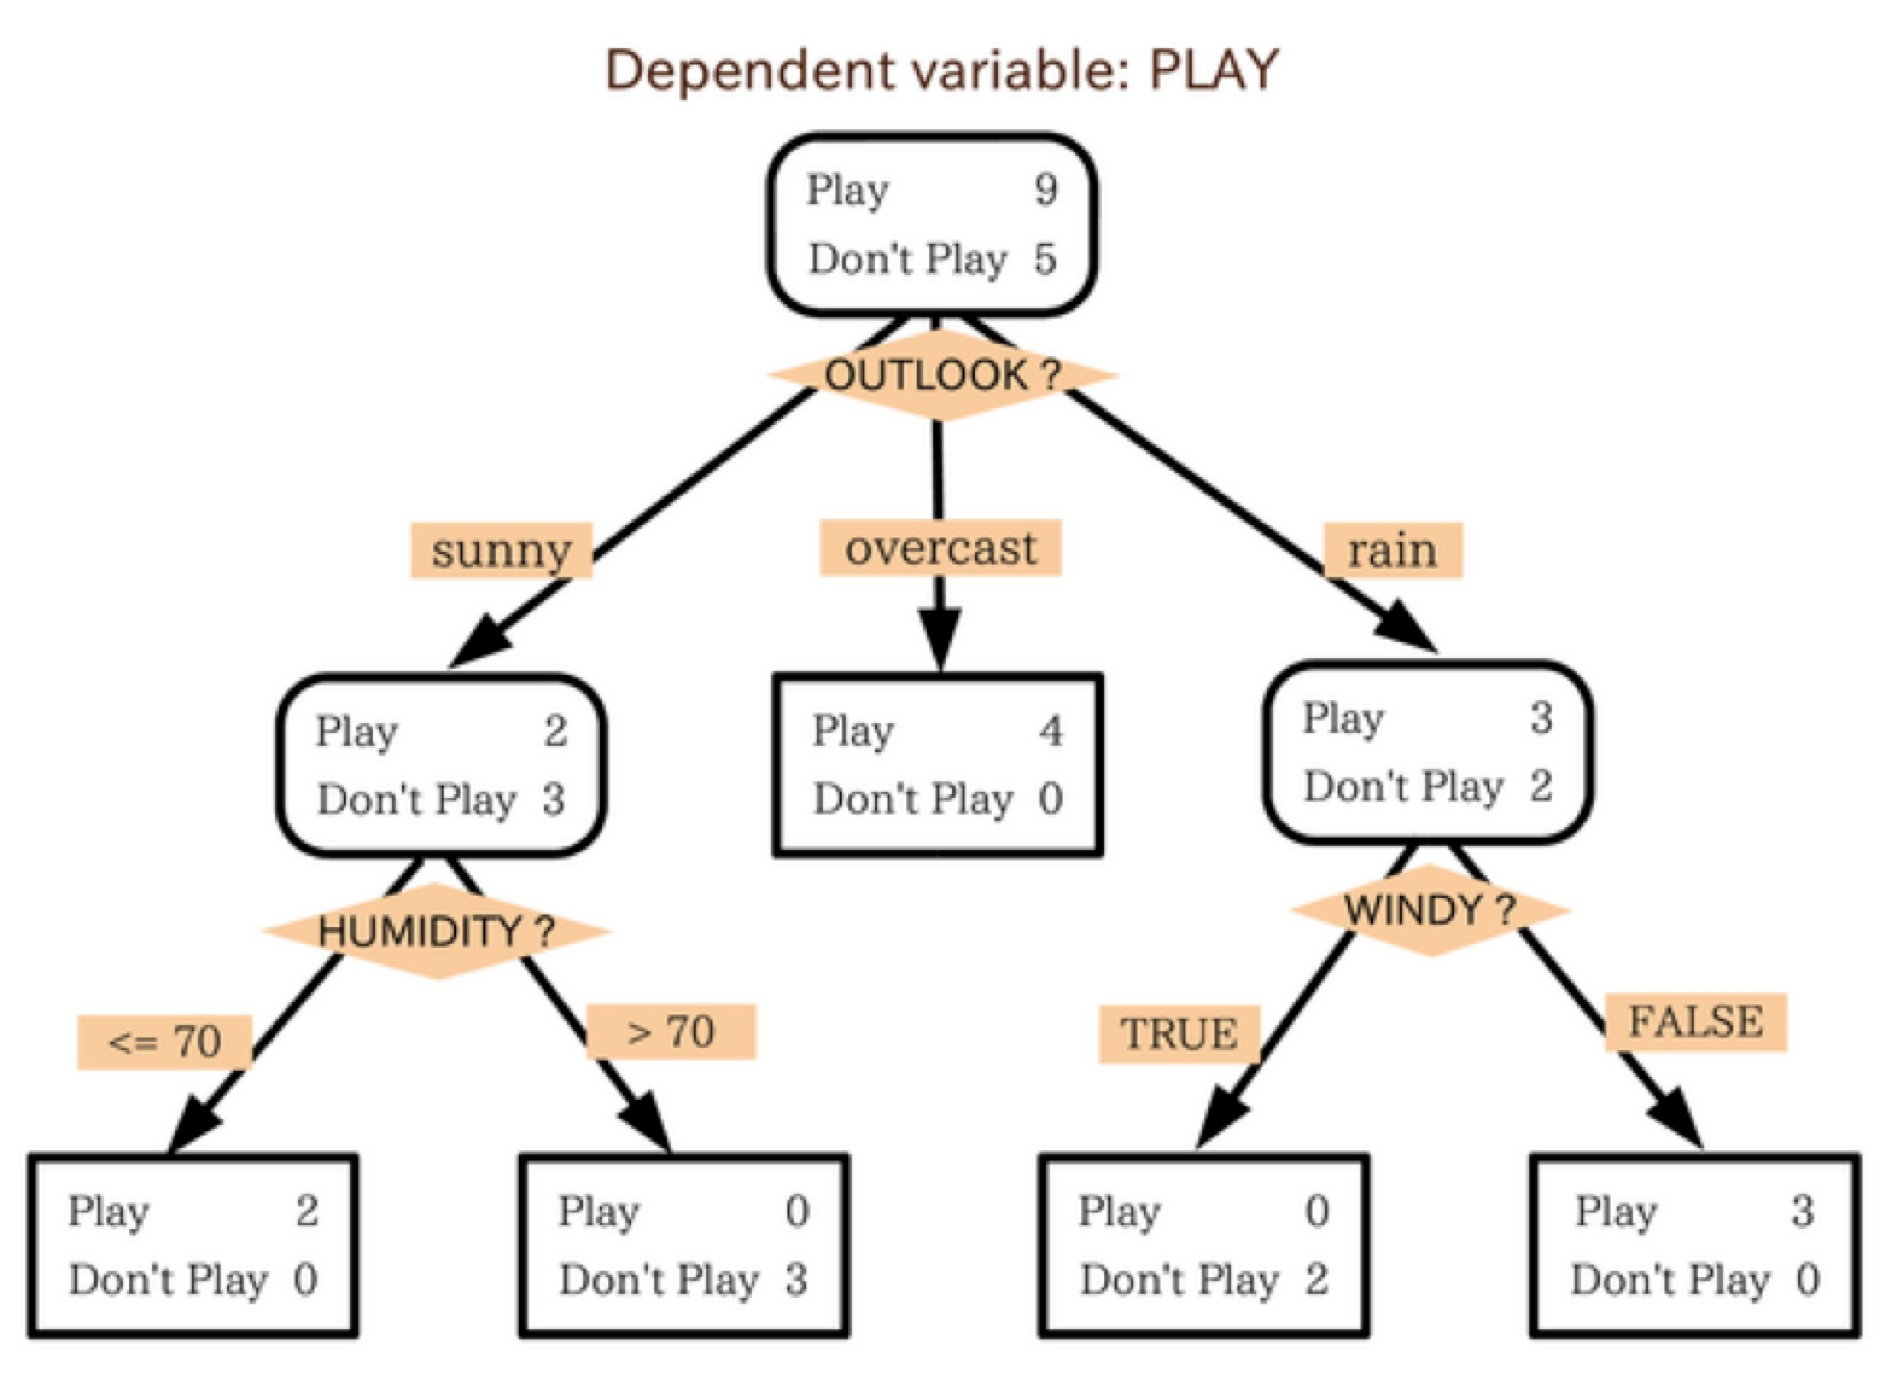 Dependent variable: PLAY
Play 9
Don't Play 5
OUTLOOK ?
sunny
overcast
rain
Play 2
Don't Play 3
Play 4
Don't Play 0
Play 3
Don't Play 2
HUMIDITY ?
WINDY ?
<= 70
> 70
TRUE
FALSE
Play 2
Don't Play 0
Play 0
Don't Play 3
Play 0
Don't Play 2
Play 3
Don't Play 0